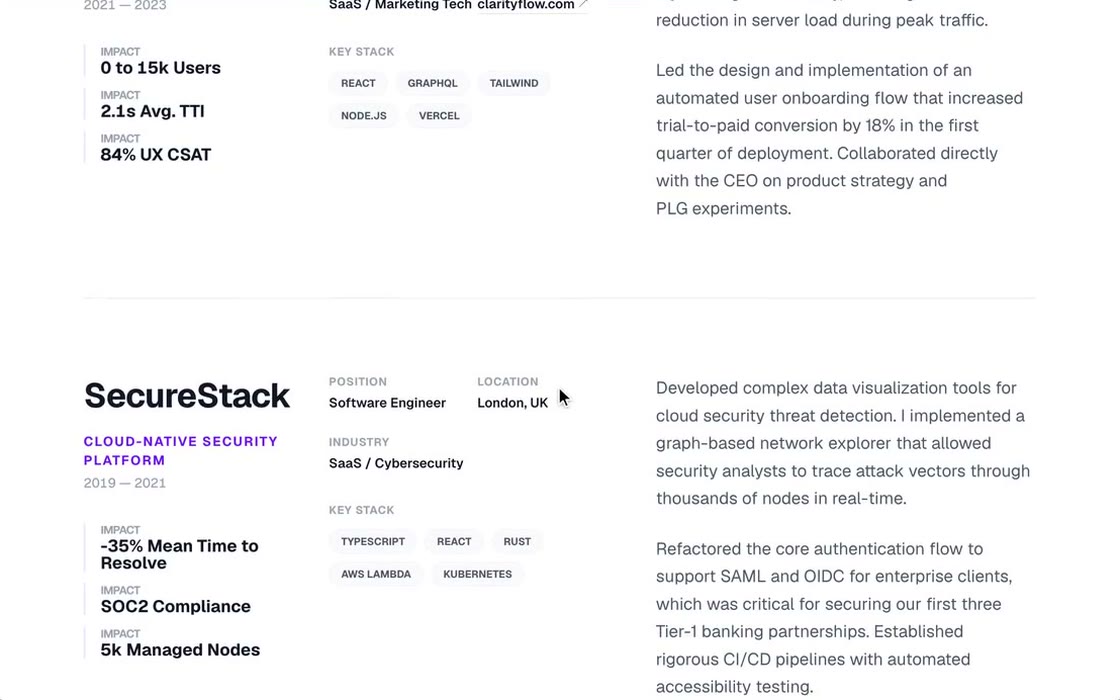 2021 — 2023
IMPACT
0 to 15k Users
IMPACT
2.1s Avg. TTI
IMPACT
84% UX CSAT
SaaS / Marketing Tech clarityflow.com
KEY STACK
REACT GRAPHQL TAILWIND
NODE.JS VERCEL
reduction in server load during peak traffic.
Led the design and implementation of an
automated user onboarding flow that increased
trial-to-paid conversion by 18% in the first
quarter of deployment. Collaborated directly
with the CEO on product strategy and
PLG experiments.
SecureStack
CLOUD-NATIVE SECURITY
PLATFORM
2019 — 2021
IMPACT
-35% Mean Time to
Resolve
IMPACT
SOC2 Compliance
IMPACT
5k Managed Nodes
POSITION LOCATION
Software Engineer London, UK
INDUSTRY
SaaS / Cybersecurity
KEY STACK
TYPESCRIPT REACT RUST
AWS LAMBDA KUBERNETES
Developed complex data visualization tools for
cloud security threat detection. I implemented a
graph-based network explorer that allowed
security analysts to trace attack vectors through
thousands of nodes in real-time.
Refactored the core authentication flow to
support SAML and OIDC for enterprise clients,
which was critical for securing our first three
Tier-1 banking partnerships. Established
rigorous CI/CD pipelines with automated
accessibility testing.